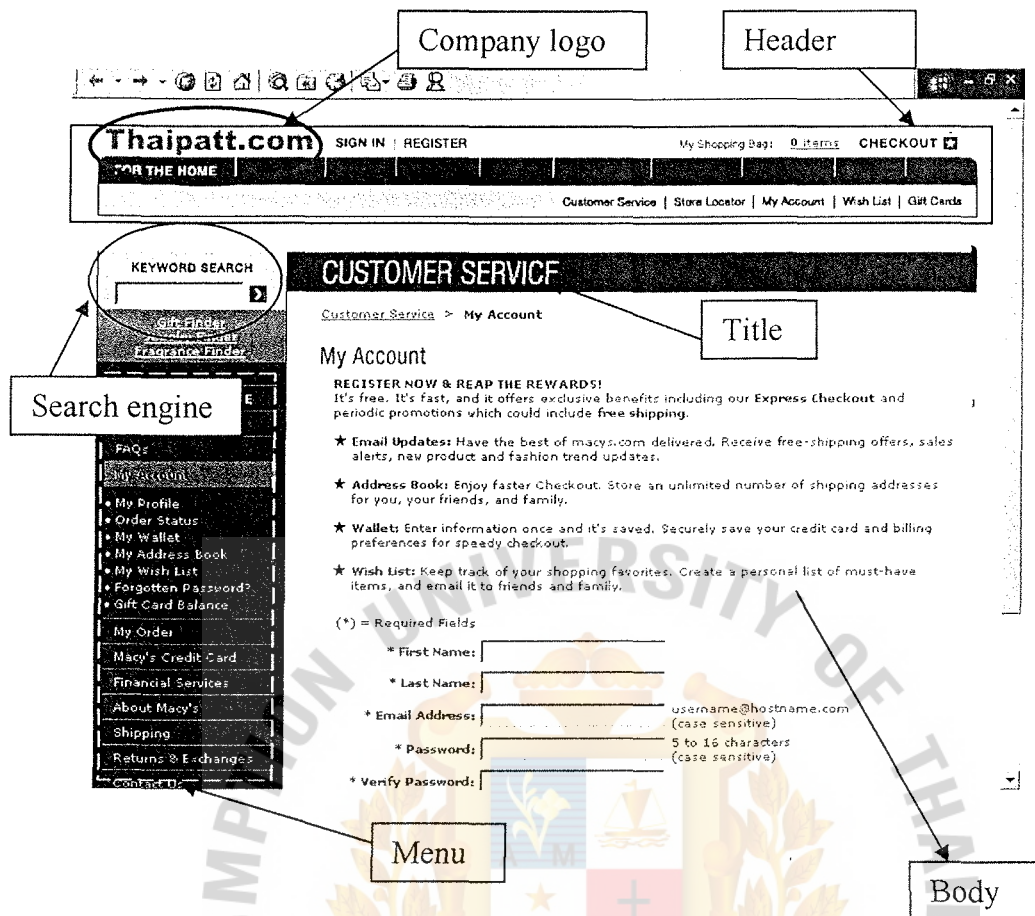 Company logo
Header
Thaipatt.com SIGN IN | REGISTER My Shopping Bag: 0 items CHECKOUT
FOR THE HOME
Customer Service | Store Locator | My Account | Wish List | Gift Cards
KEYWORD SEARCH
CUSTOMER SERVICE
Gift Finder
Fragrance Finder
Title
Customer Service > My Account
My Account
Search engine
E
REGISTER NOW & REAP THE REWARDS!
It's free. It's fast, and it offers exclusive benefits including our Express Checkout and
periodic promotions which could include free shipping.
★ Email Updates: Have the best of macys.com delivered. Receive free-shipping offers, sales
alerts, new product and fashion trend updates.
★ Address Book: Enjoy faster Checkout. Store an unlimited number of shipping addresses
for you, your friends, and family.
★ Wallet: Enter information once and it's saved. Securely save your credit card and billing
preferences for speedy checkout.
★ Wish List: Keep track of your shopping favorites. Create a personal list of must-have
items, and email it to friends and family.
FAQs
My Account
• My Profile
• Order Status
• My Wallet
• My Address Book
• My Wish List
• Forgotten Password?
• Gift Card Balance
My Order
Macy's Credit Card
Financial Services
About Macy's
Shipping
Returns & Exchanges
Contact Us
(*) = Required Fields
* First Name:
* Last Name:
* Email Address: username@hostname.com
(case sensitive)
* Password: 5 to 16 characters
(case sensitive)
* Verify Password:
Menu
Body
UNIVERSITY OF THA
MPTION
A M